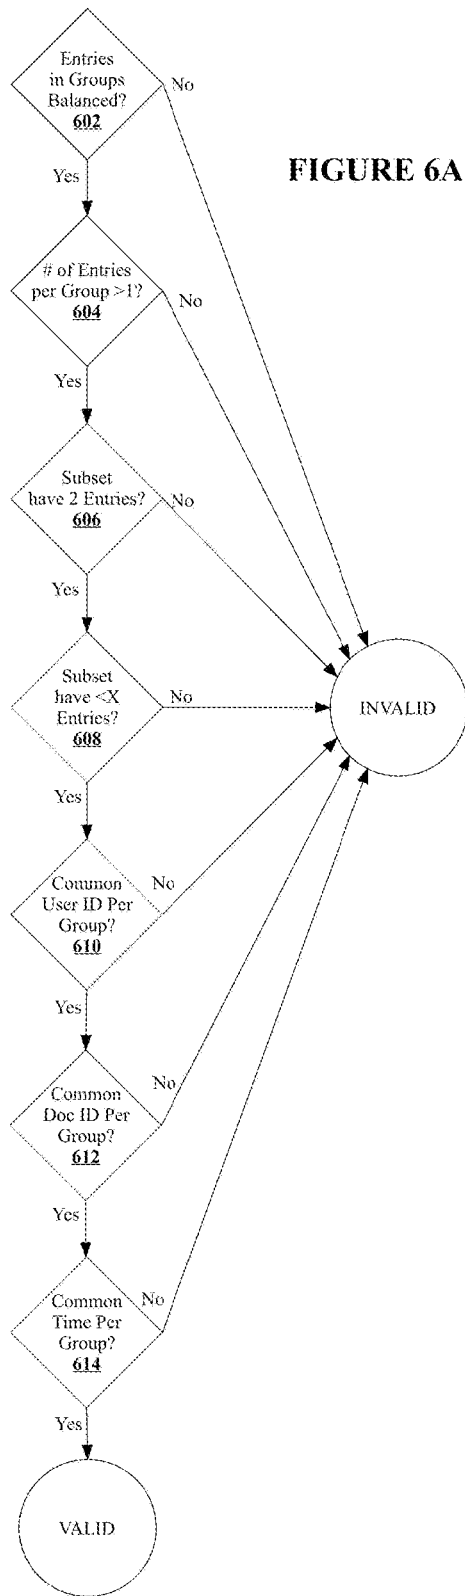 Entries
in Groups
Balanced?
602
No
Yes
FIGURE 6A
# of Entries
per Group >1?
604
No
Yes
Subset
have 2 Entries?
606
No
Yes
Subset
have <X
Entries?
608
No
INVALID
Yes
Common
User ID Per
Group?
610
No
Yes
Common
Doc ID Per
Group?
612
No
Yes
Common
Time Per
Group?
614
No
Yes
VALID